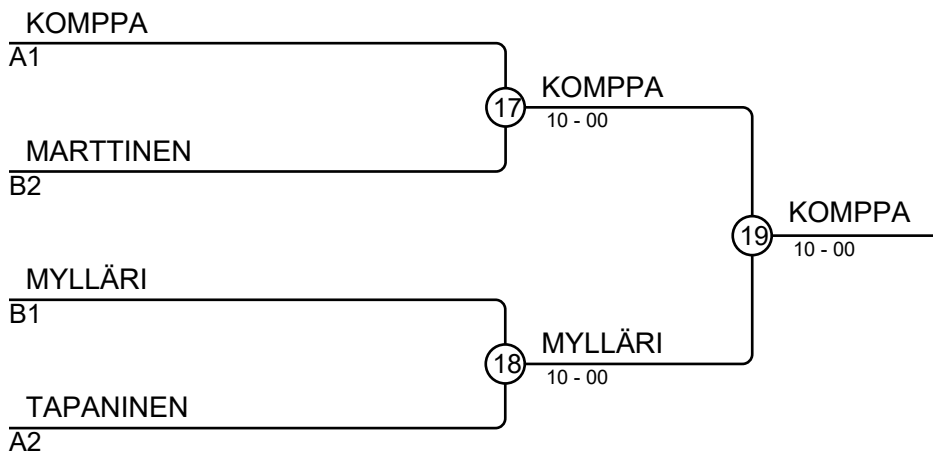 KOMPPA
A1
17
KOMPPA
10 - 00
MARTTINEN
B2
19
KOMPPA
10 - 00
MYLLÄRI
B1
18
MYLLÄRI
10 - 00
TAPANINEN
A2